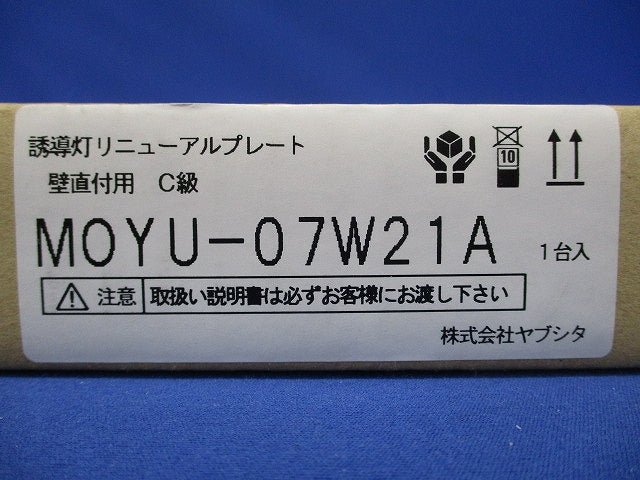 誘導灯リニューアルプレート
壁直付用 C級
10
MOYU-07W21A 1台入
注意 取扱い説明書は必ずお客様にお渡し下さい
株式会社ヤブシタ